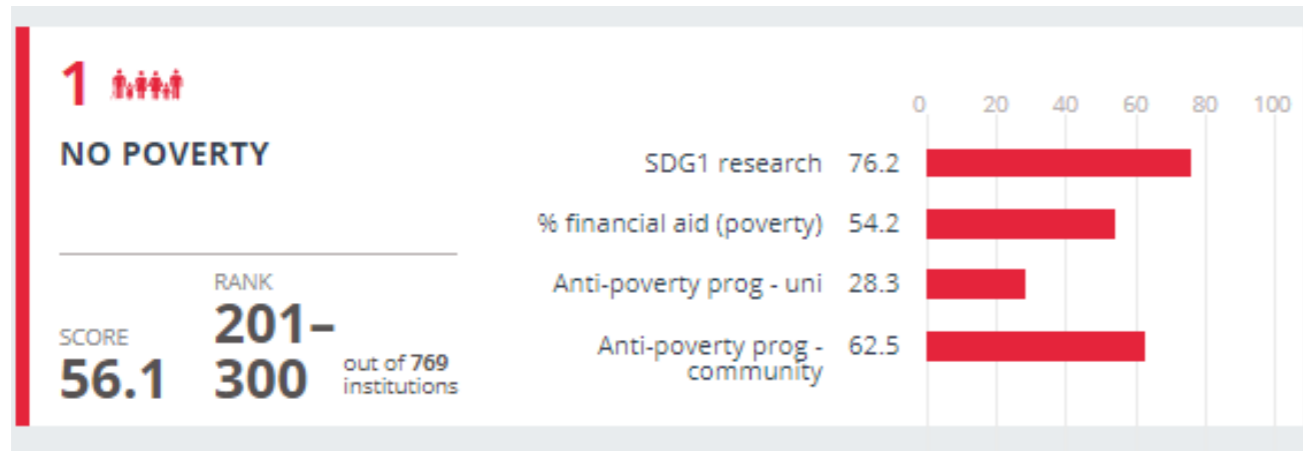 1
NO POVERTY
SCORE
56.1
RANK
201–
300
out of 769
institutions
0 20 40 60 80 100
SDG1 research 76.2
% financial aid (poverty) 54.2
Anti-poverty prog - uni 28.3
Anti-poverty prog - 62.5
community